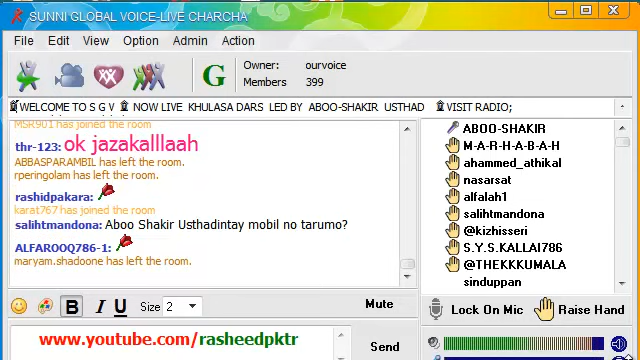 SUNNI GLOBAL VOICE-LIVE CHARCHA
File Edit View Option Admin Action
G
Owner: ourvoice
Members 399
WELCOME TO S G V NOW LIVE KHULASA DARS LED BY ABOO-SHAKIR USTHAD VISIT RADIO;
MSR901 has joined the room
thr-123: ok jazakalllaah
ABBASPARAMBIL has left the room.
rperingolam has left the room.
rashidpakara:
karat767 has joined the room
salihtmandona: Aboo Shakir Usthadintay mobil no tarumo?
ALFAROOQ786-1:
maryam.shadoone has left the room.
ABOO-SHAKIR
M-A-R-H-A-B-A-H
ahammed_athikal
nasarsat
alfalah1
salihtmandona
@kizhisseri
S.Y.S.KALLAI786
@THEKKKUMALA
sinduppan
B I U Size 2 Mute
Lock On Mic Raise Hand
www.youtube.com/rasheedpktr
Send